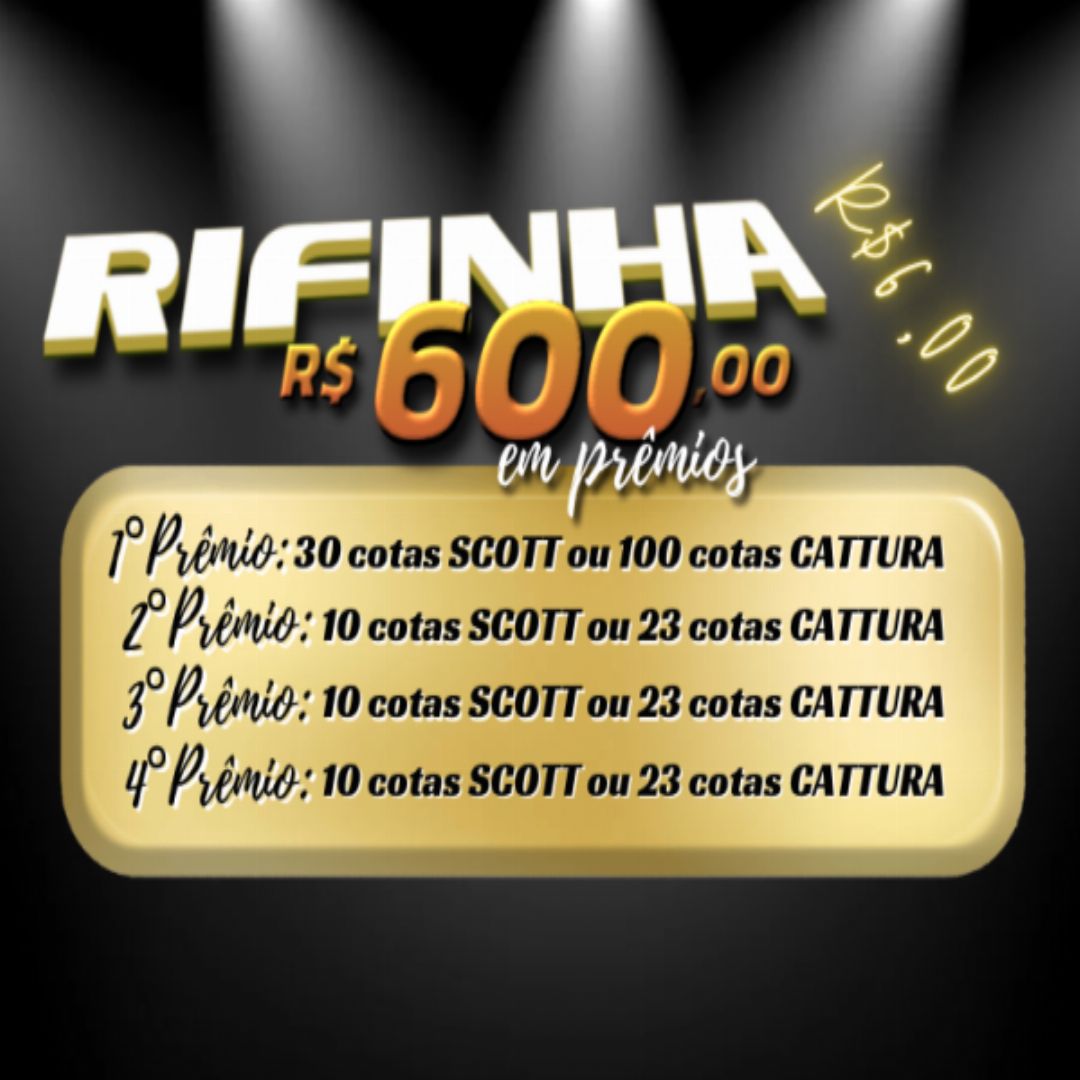 RIFINHA
R$6,00
R$600,00
em prêmios
1º Prêmio: 30 cotas SCOTT ou 100 cotas CATTURA
2º Prêmio: 10 cotas SCOTT ou 23 cotas CATTURA
3º Prêmio: 10 cotas SCOTT ou 23 cotas CATTURA
4º Prêmio: 10 cotas SCOTT ou 23 cotas CATTURA